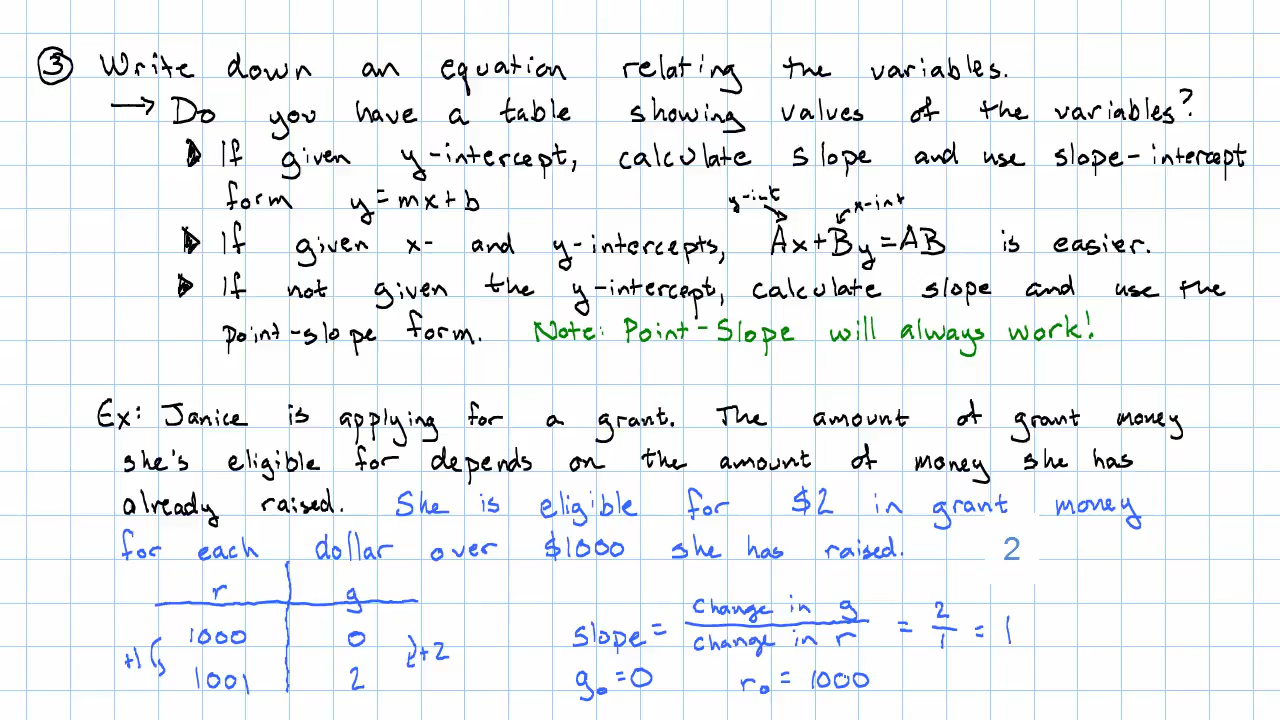 ③ Write down an equation relating the variables.
→ Do you have a table showing values of the variables?
If given y-intercept, calculate slope and use slope-intercept
form y=mx+b
y-int x-int
If given x- and y-intercepts, Ax+By=AB is easier.
If not given the y-intercept, calculate slope and use the
point-slope form. Note: Point-Slope will always work!
Ex: Janice is applying for a grant. The amount of grant money
she's eligible for depends on the amount of money she has
already raised. She is eligible for $2 in grant money
for each dollar over $1000 she has raised. 2
r g
1000 0
+1 +2
1001 2
slope = change in g / change in r = 2/1 = 1
g₀ = 0 r₀ = 1000